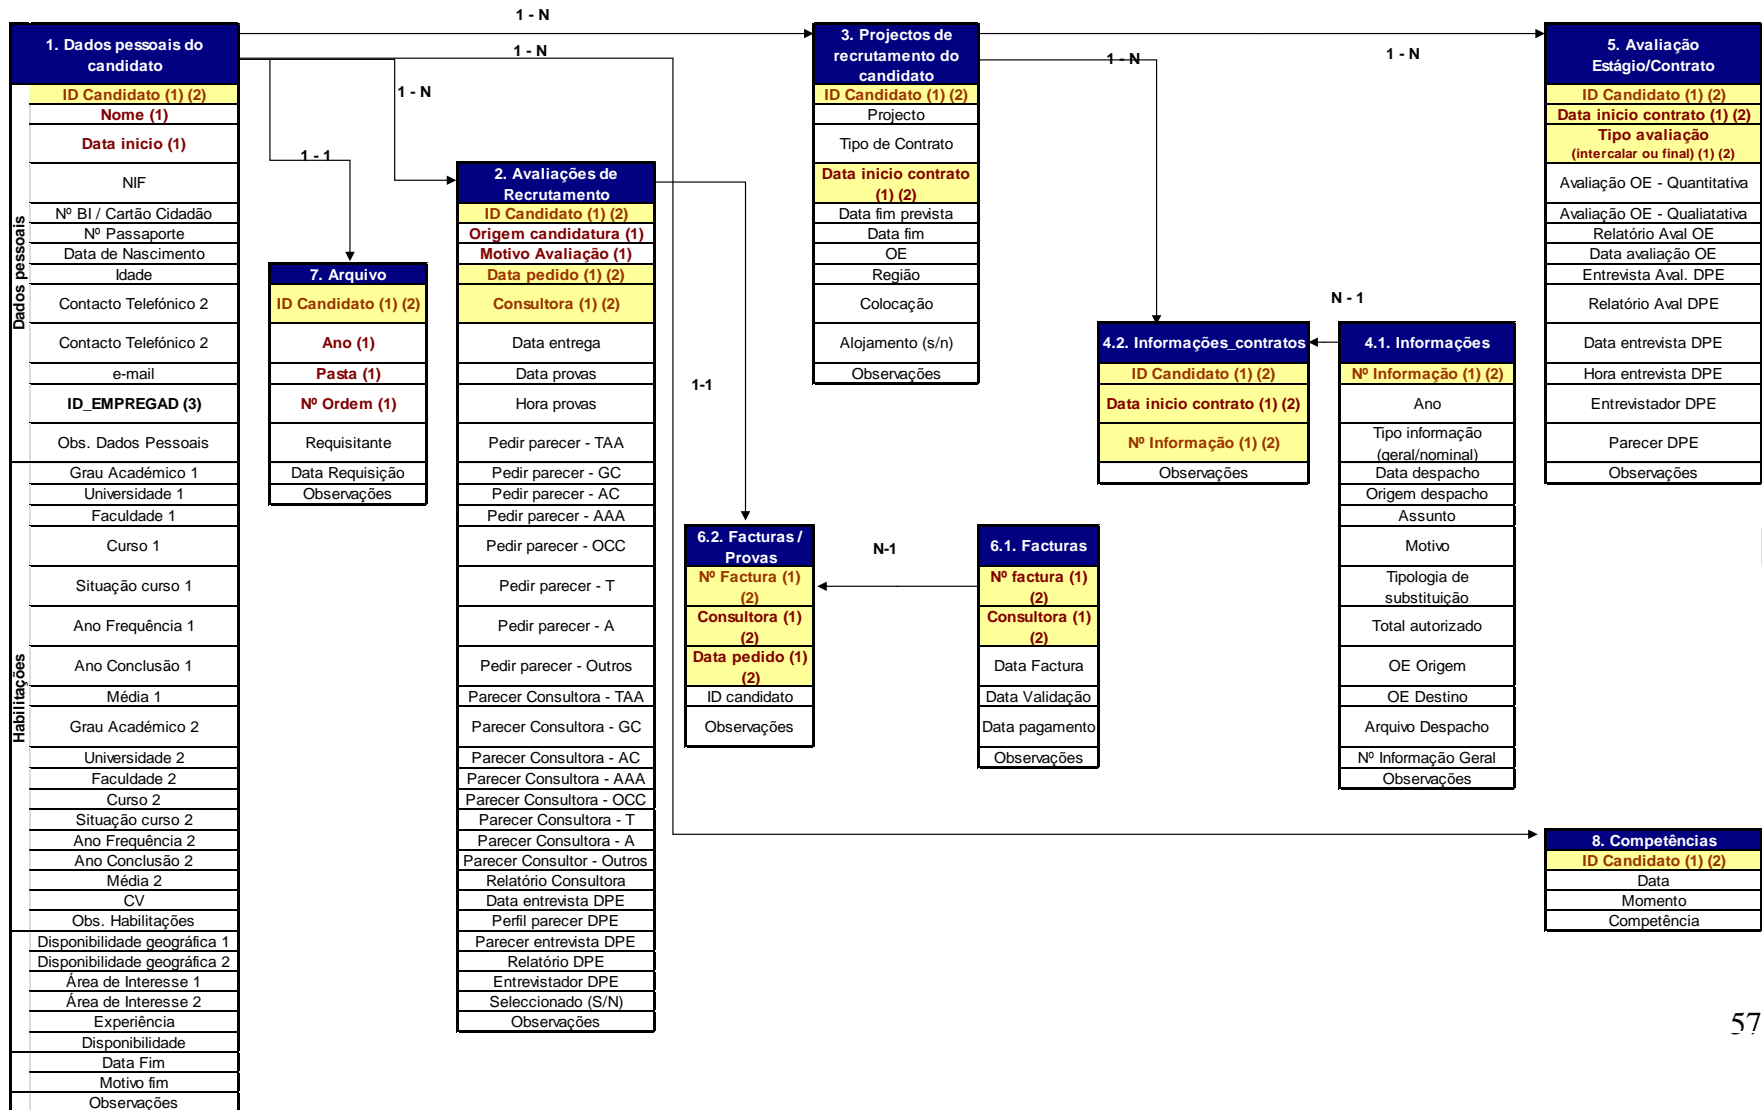 1 - N
1 - N
1 - N
1 - N
1 - N
1 - 1
1. Dados pessoais do
candidato
Dados pessoais
ID Candidato (1) (2)
Nome (1)
Data inicio (1)
NIF
Nº BI / Cartão Cidadão
Nº Passaporte
Data de Nascimento
Idade
Contacto Telefónico 2
Contacto Telefónico 2
e-mail
ID_EMPREGAD (3)
Obs. Dados Pessoais
Habilitações
Grau Académico 1
Universidade 1
Faculdade 1
Curso 1
Situação curso 1
Ano Frequência 1
Ano Conclusão 1
Média 1
Grau Académico 2
Universidade 2
Faculdade 2
Curso 2
Situação curso 2
Ano Frequência 2
Ano Conclusão 2
Média 2
CV
Obs. Habilitações
Disponibilidade geográfica 1
Disponibilidade geográfica 2
Área de Interesse 1
Área de Interesse 2
Experiência
Disponibilidade
Data Fim
Motivo fim
Observações
7. Arquivo
ID Candidato (1) (2)
Ano (1)
Pasta (1)
Nº Ordem (1)
Requisitante
Data Requisição
Observações
2. Avaliações de
Recrutamento
ID Candidato (1) (2)
Origem candidatura (1)
Motivo Avaliação (1)
Data pedido (1) (2)
Consultora (1) (2)
Data entrega
Data provas
Hora provas
Pedir parecer - TAA
Pedir parecer - GC
Pedir parecer - AC
Pedir parecer - AAA
Pedir parecer - OCC
Pedir parecer - T
Pedir parecer - A
Pedir parecer - Outros
Parecer Consultora - TAA
Parecer Consultora - GC
Parecer Consultora - AC
Parecer Consultora - AAA
Parecer Consultora - OCC
Parecer Consultora - T
Parecer Consultora - A
Parecer Consultor - Outros
Relatório Consultora
Data entrevista DPE
Perfil parecer DPE
Parecer entrevista DPE
Relatório DPE
Entrevistador DPE
Seleccionado (S/N)
Observações
1-1
6.2. Facturas /
Provas
Nº Factura (1)
(2)
Consultora (1)
(2)
Data pedido (1)
(2)
ID candidato
Observações
N-1
6.1. Facturas
Nº factura (1)
(2)
Consultora (1)
(2)
Data Factura
Data Validação
Data pagamento
Observações
3. Projectos de
recrutamento do
candidato
ID Candidato (1) (2)
Projecto
Tipo de Contrato
Data inicio contrato
(1) (2)
Data fim prevista
Data fim
OE
Região
Colocação
Alojamento (s/n)
Observações
N - 1
4.2. Informações_contratos
ID Candidato (1) (2)
Data inicio contrato (1) (2)
Nº Informação (1) (2)
Observações
4.1. Informações
Nº Informação (1) (2)
Ano
Tipo informação
(geral/nominal)
Data despacho
Origem despacho
Assunto
Motivo
Tipologia de
substituição
Total autorizado
OE Origem
OE Destino
Arquivo Despacho
Nº Informação Geral
Observações
5. Avaliação
Estágio/Contrato
ID Candidato (1) (2)
Data inicio contrato (1) (2)
Tipo avaliação
(intercalar ou final) (1) (2)
Avaliação OE - Quantitativa
Avaliação OE - Qualiatativa
Relatório Aval OE
Data avaliação OE
Entrevista Aval. DPE
Relatório Aval DPE
Data entrevista DPE
Hora entrevista DPE
Entrevistador DPE
Parecer DPE
Observações
8. Competências
ID Candidato (1) (2)
Data
Momento
Competência
57